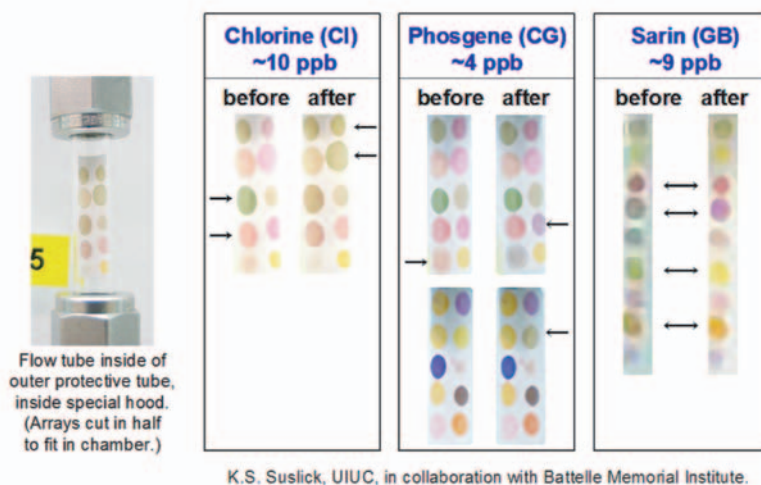 Chlorine (Cl)
~10 ppb
before after
Phosgene (CG)
~4 ppb
before after
Sarin (GB)
~9 ppb
before after
5
Flow tube inside of
outer protective tube,
inside special hood.
(Arrays cut in half
to fit in chamber.)
K.S. Suslick, UIUC, in collaboration with Battelle Memorial Institute.